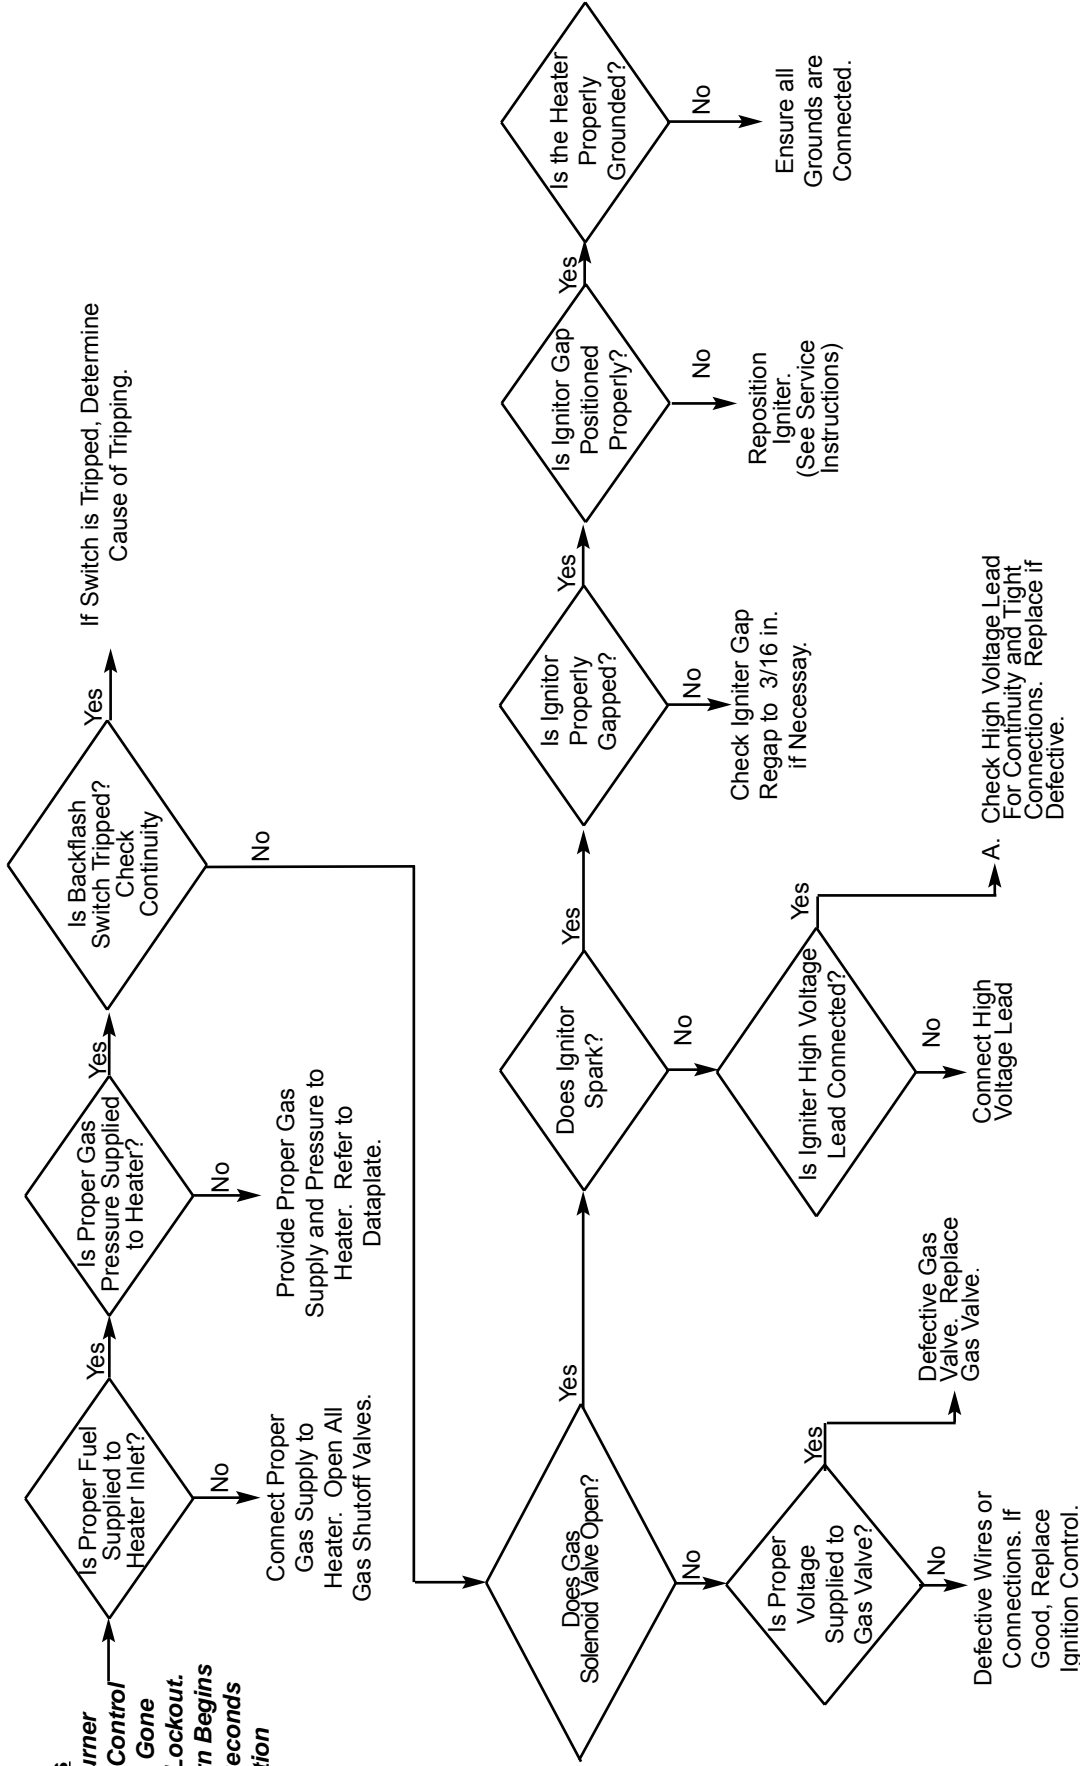 urner
Control
Gone
Lockout.
rn Begins
econds
tion
Is Proper Fuel
Supplied to
Heater Inlet?
Yes
No
Connect Proper
Gas Supply to
Heater. Open All
Gas Shutoff Valves.
Is Proper Gas
Pressure Supplied
to Heater?
Yes
No
Provide Proper Gas
Supply and Pressure to
Heater. Refer to
Dataplate.
Is Backflash
Switch Tripped?
Check
Continuity
Yes
If Switch is Tripped, Determine
Cause of Tripping.
No
Does Gas
Solenoid Valve Open?
Yes
No
Is Proper
Voltage
Supplied to
Gas Valve?
Yes
Defective Gas
Valve. Replace
Gas Valve.
No
Defective Wires or
Connections. If
Good, Replace
Ignition Control.
Does Ignitor
Spark?
Yes
No
Is Igniter High Voltage
Lead Connected?
Yes
A. Check High Voltage Lead
For Continuity and Tight
Connections. Replace if
Defective.
No
Connect High
Voltage Lead
Is Ignitor
Properly
Gapped?
Yes
No
Check Igniter Gap
Regap to 3/16 in.
if Necessay.
Is Ignitor Gap
Positioned
Properly?
Yes
No
Reposition
Igniter.
(See Service
Instructions)
Is the Heater
Properly
Grounded?
No
Ensure all
Grounds are
Connected.